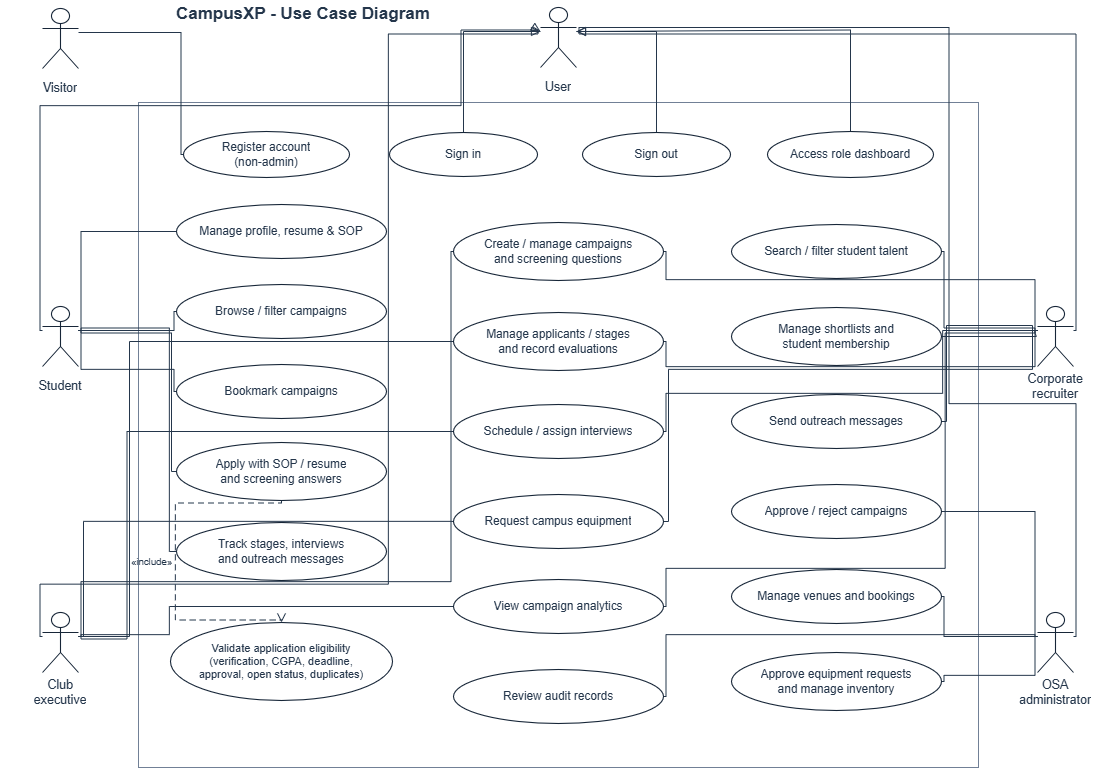 CampusXP - Use Case Diagram
Visitor
User
Register account
(non-admin)
Sign in
Sign out
Access role dashboard
Manage profile, resume & SOP
Create / manage campaigns
and screening questions
Search / filter student talent
Browse / filter campaigns
Manage applicants / stages
and record evaluations
Manage shortlists and
student membership
Student
Corporate
recruiter
Bookmark campaigns
Schedule / assign interviews
Send outreach messages
Apply with SOP / resume
and screening answers
Request campus equipment
Approve / reject campaigns
Track stages, interviews
and outreach messages
«include»
View campaign analytics
Manage venues and bookings
Validate application eligibility
(verification, CGPA, deadline,
approval, open status, duplicates)
Club
executive
Review audit records
Approve equipment requests
and manage inventory
OSA
administrator